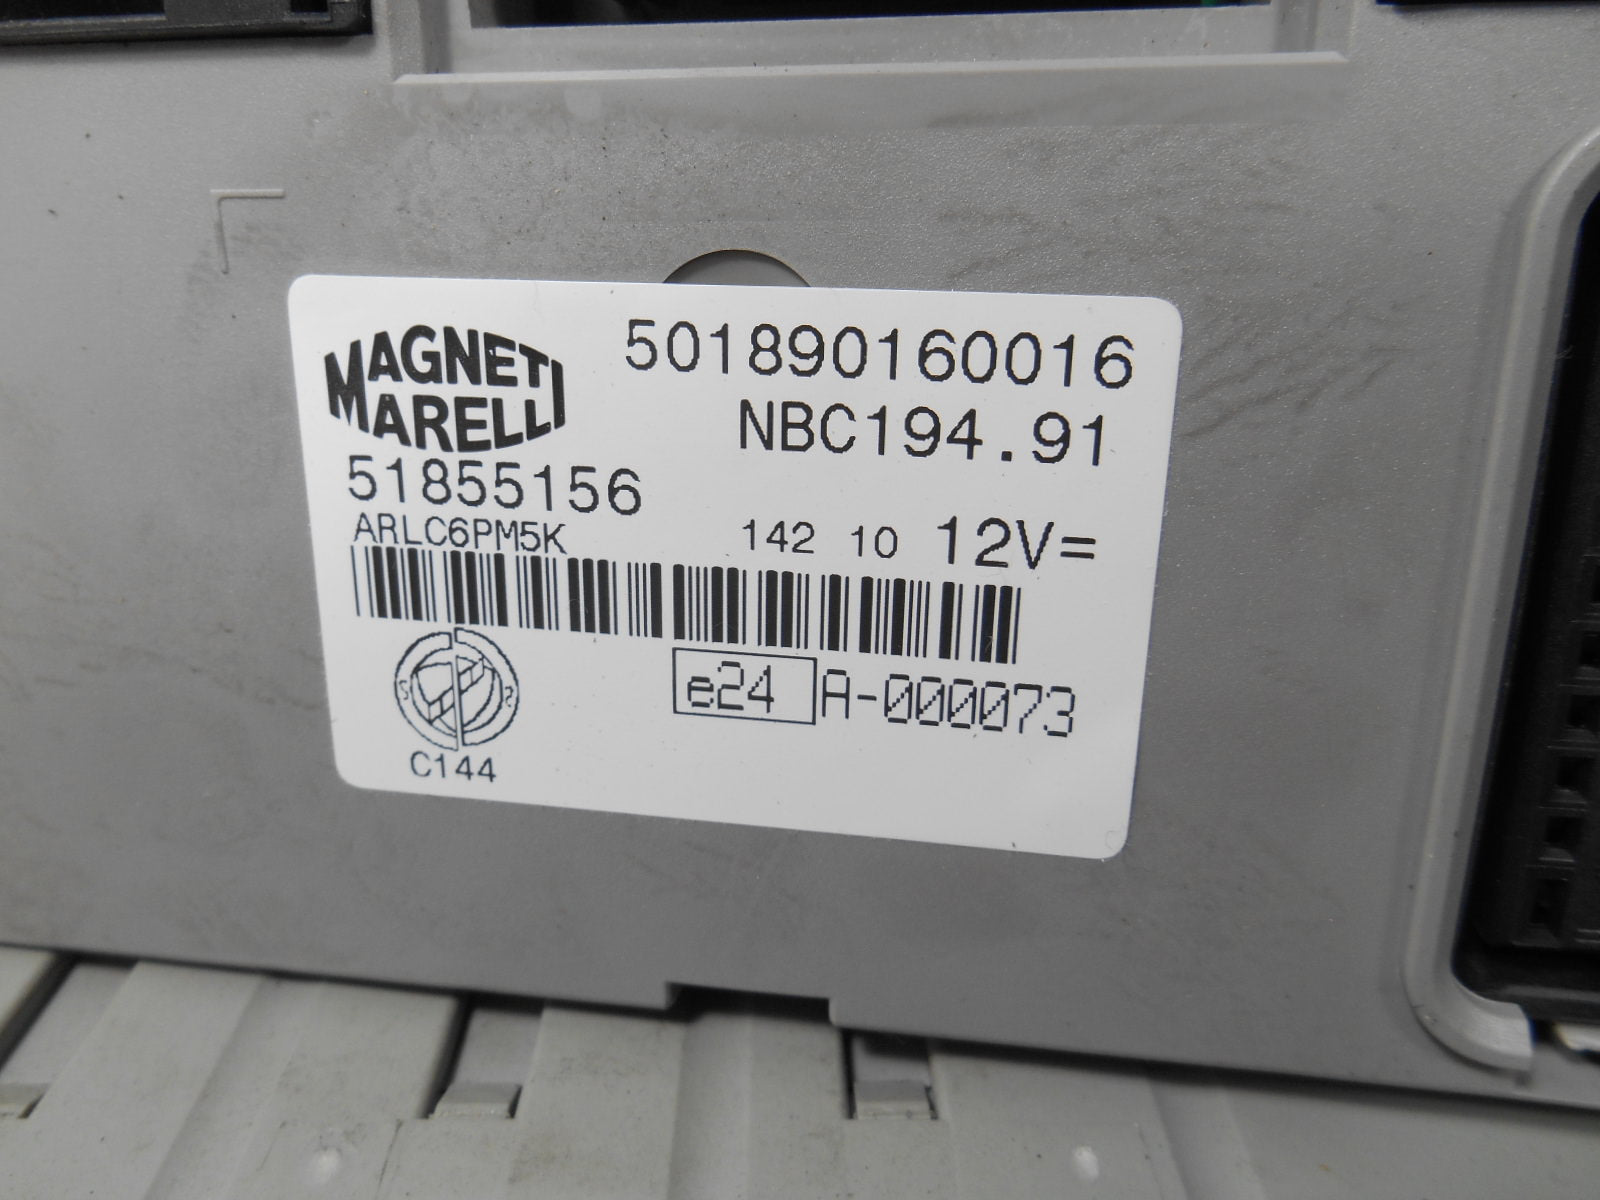 MAGNETI
MARELLI
501890160016
NBC194.91
51855156
ARLC6PM5K 142 10 12V=
e24 A-000073
C144